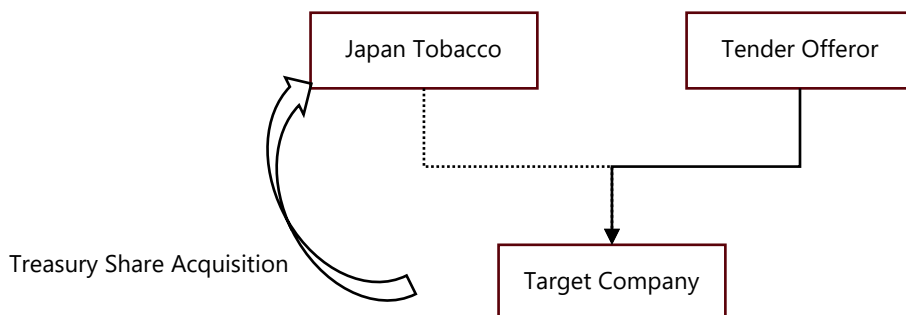 Japan Tobacco
Tender Offeror
Treasury Share Acquisition
Target Company